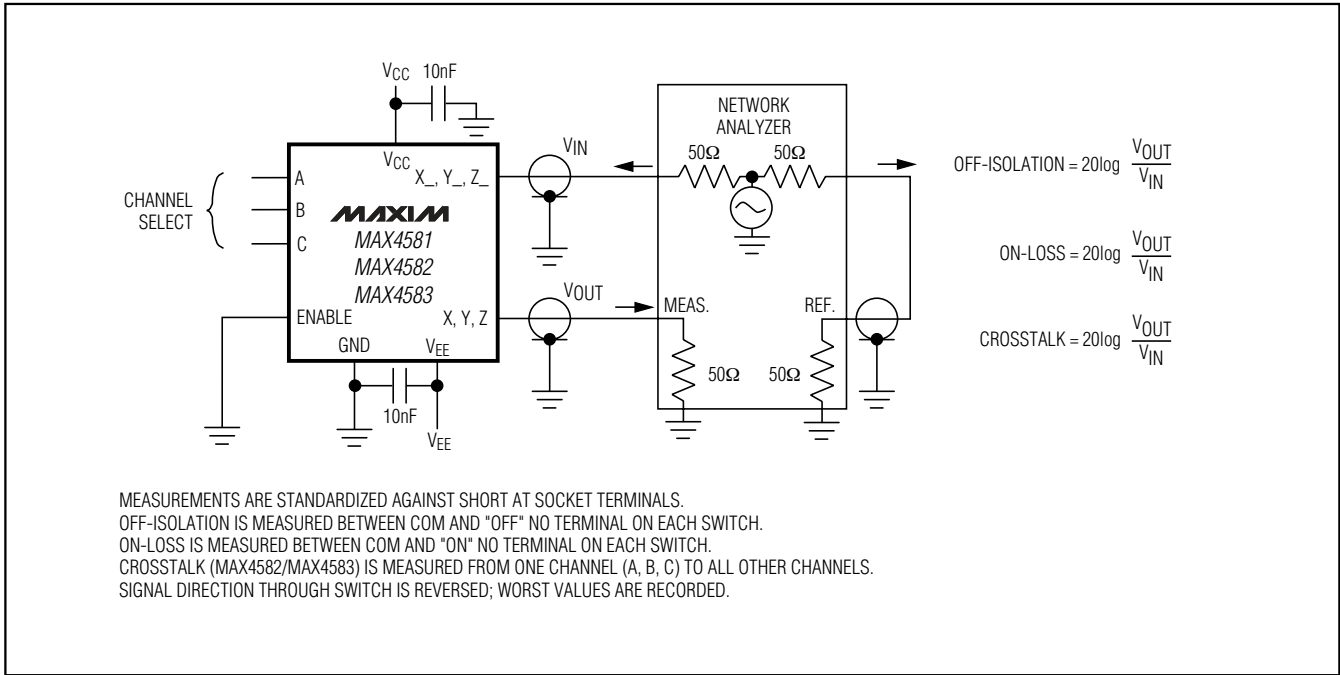 VCC 10nF
VCC
CHANNEL SELECT
A
B
C
ENABLE
X_, Y_, Z_
MAXIM
MAX4581
MAX4582
MAX4583
X, Y, Z
GND
VEE
10nF
VEE
VIN
VOUT
NETWORK
ANALYZER
50Ω 50Ω
MEAS. REF.
50Ω 50Ω
OFF-ISOLATION = 20log VOUT/VIN
ON-LOSS = 20log VOUT/VIN
CROSSTALK = 20log VOUT/VIN
MEASUREMENTS ARE STANDARDIZED AGAINST SHORT AT SOCKET TERMINALS.
OFF-ISOLATION IS MEASURED BETWEEN COM AND "OFF" NO TERMINAL ON EACH SWITCH.
ON-LOSS IS MEASURED BETWEEN COM AND "ON" NO TERMINAL ON EACH SWITCH.
CROSSTALK (MAX4582/MAX4583) IS MEASURED FROM ONE CHANNEL (A, B, C) TO ALL OTHER CHANNELS.
SIGNAL DIRECTION THROUGH SWITCH IS REVERSED; WORST VALUES ARE RECORDED.